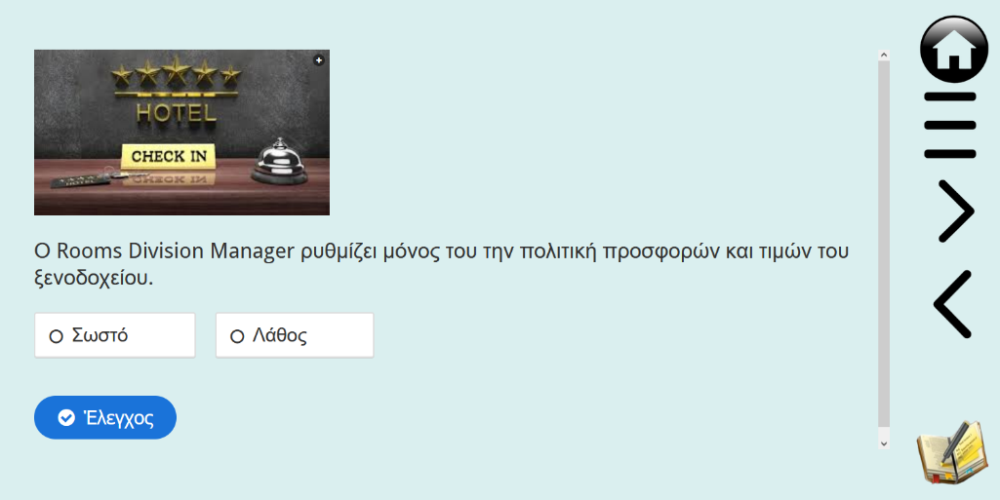 HOTEL
CHECK IN
Ο Rooms Division Manager ρυθμίζει μόνος του την πολιτική προσφορών και τιμών του
ξενοδοχείου.
Σωστό
Λάθος
Έλεγχος